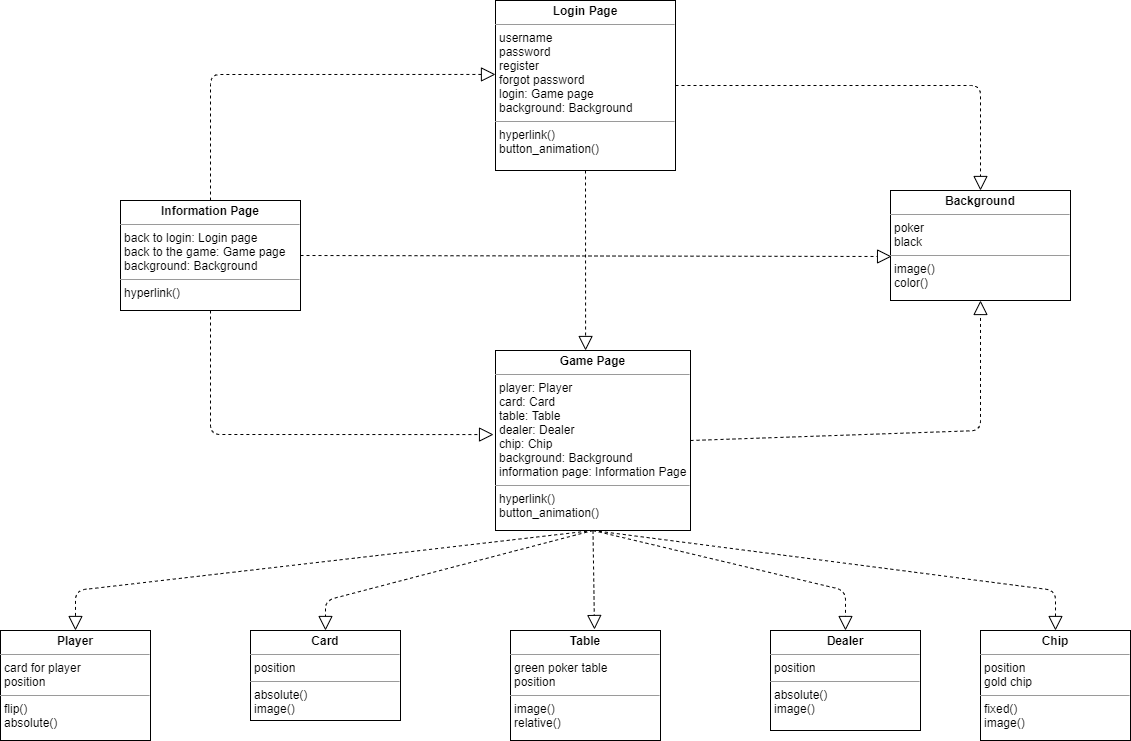 Login Page
username
password
register
forgot password
login: Game page
background: Background
hyperlink()
button_animation()
Information Page
back to login: Login page
back to the game: Game page
background: Background
hyperlink()
Background
poker
black
image()
color()
Game Page
player: Player
card: Card
table: Table
dealer: Dealer
chip: Chip
background: Background
information page: Information Page
hyperlink()
button_animation()
Player
card for player
position
flip()
absolute()
Card
position
absolute()
image()
Table
green poker table
position
image()
relative()
Dealer
position
absolute()
image()
Chip
position
gold chip
fixed()
image()